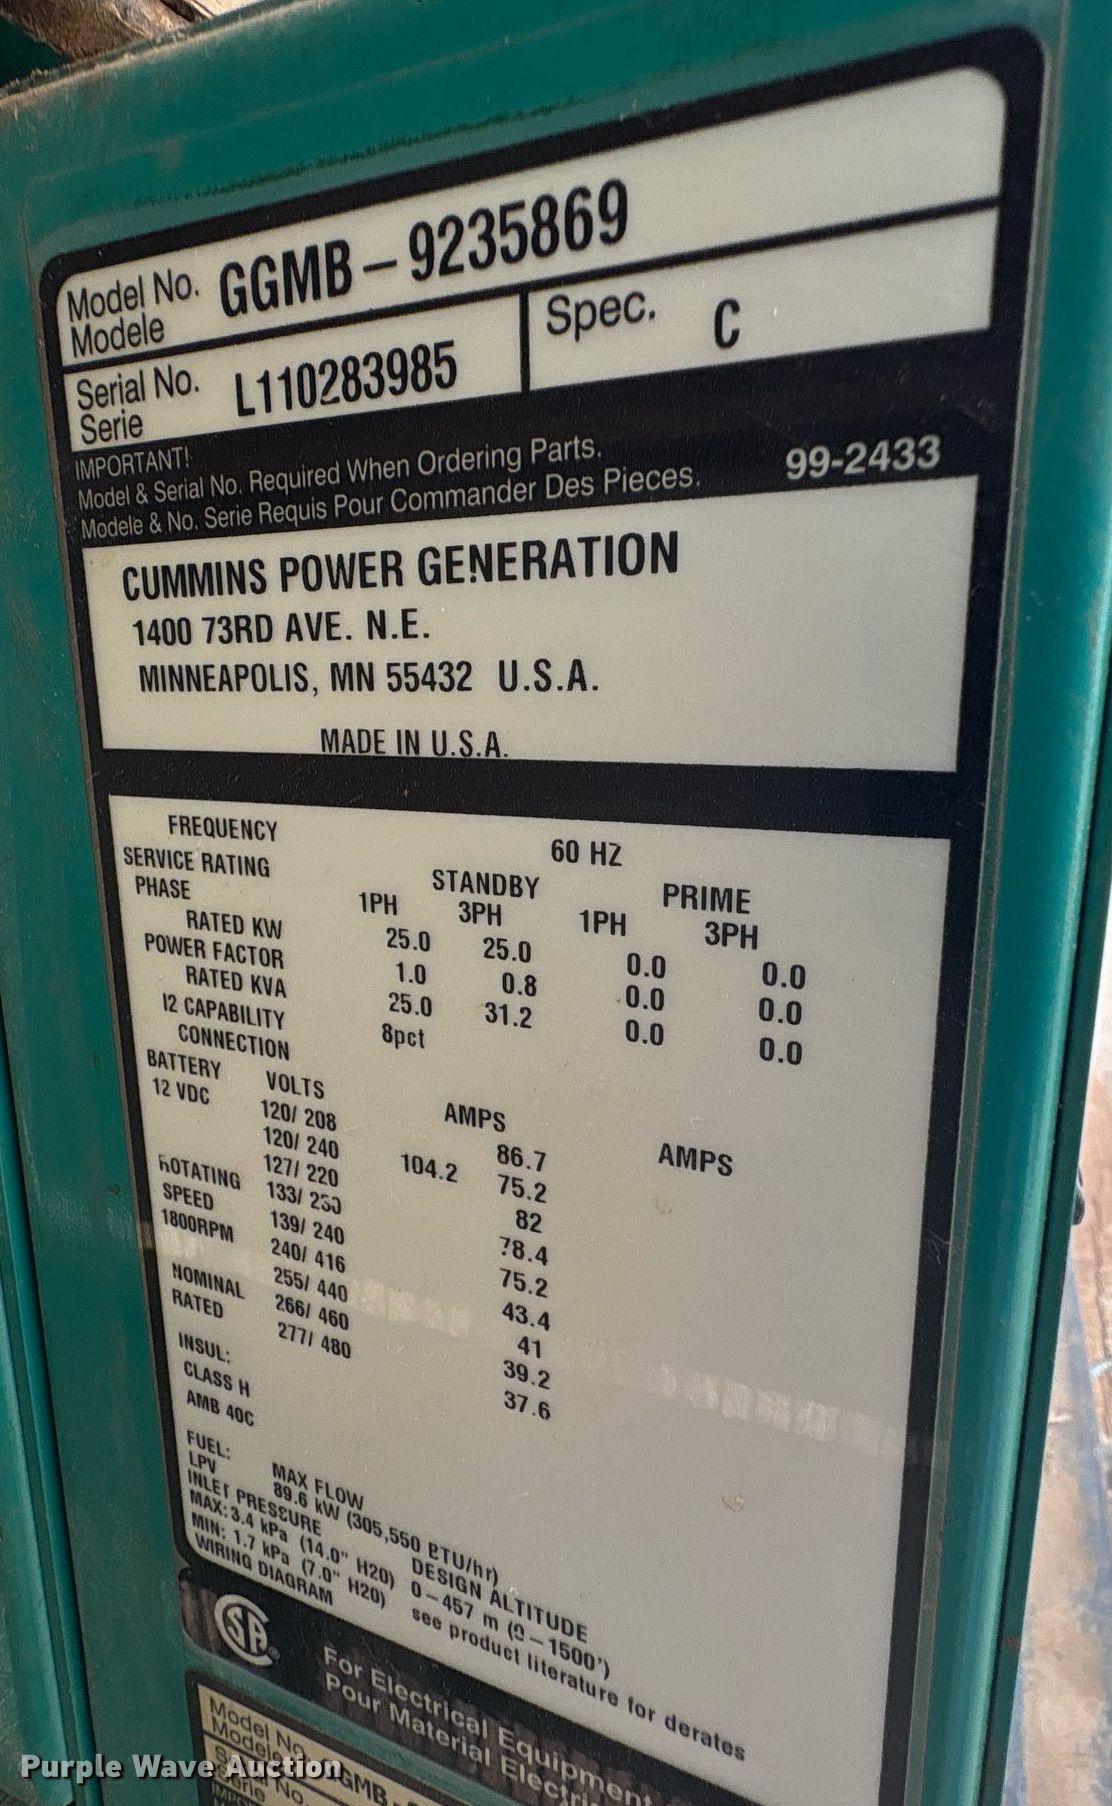 Model No. GGMB – 9235869
Modele
Serial No. L110283985 Spec. C
Serie
IMPORTANT!
Model & Serial No. Required When Ordering Parts.
Modele & No. Serie Requis Pour Commander Des Pieces. 99-2433
CUMMINS POWER GENERATION
1400 73RD AVE. N.E.
MINNEAPOLIS, MN 55432 U.S.A.
MADE IN U.S.A.
FREQUENCY 60 HZ
SERVICE RATING STANDBY PRIME
PHASE 1PH 3PH 1PH 3PH
RATED KW 25.0 25.0 0.0 0.0
POWER FACTOR 1.0 0.8 0.0 0.0
RATED KVA 25.0 31.2 0.0 0.0
I2 CAPABILITY 8pct
CONNECTION
BATTERY VOLTS AMPS AMPS
12 VDC 120/ 208 86.7
120/ 240 104.2 75.2
127/ 220 82
ROTATING 133/ 230 78.4
SPEED 139/ 240 75.2
1800RPM 240/ 416 43.4
255/ 440 41
NOMINAL 266/ 460 39.2
RATED 277/ 480 37.6
INSUL:
CLASS H
AMB 40C
FUEL: MAX FLOW
LPV 89.6 kW (305,550 BTU/hr)
INLET PRESSURE DESIGN ALTITUDE
MAX: 3.4 kPa (14.0" H20) 0–457 m (0–1500')
MIN: 1.7 kPa (7.0" H20) see product literature for derates
WIRING DIAGRAM
CSA ®
For Electrical Equipment
Pour Material Electri
Model No. GGMB -
Modele
Serial No.
Serie
Purple Wave Auction